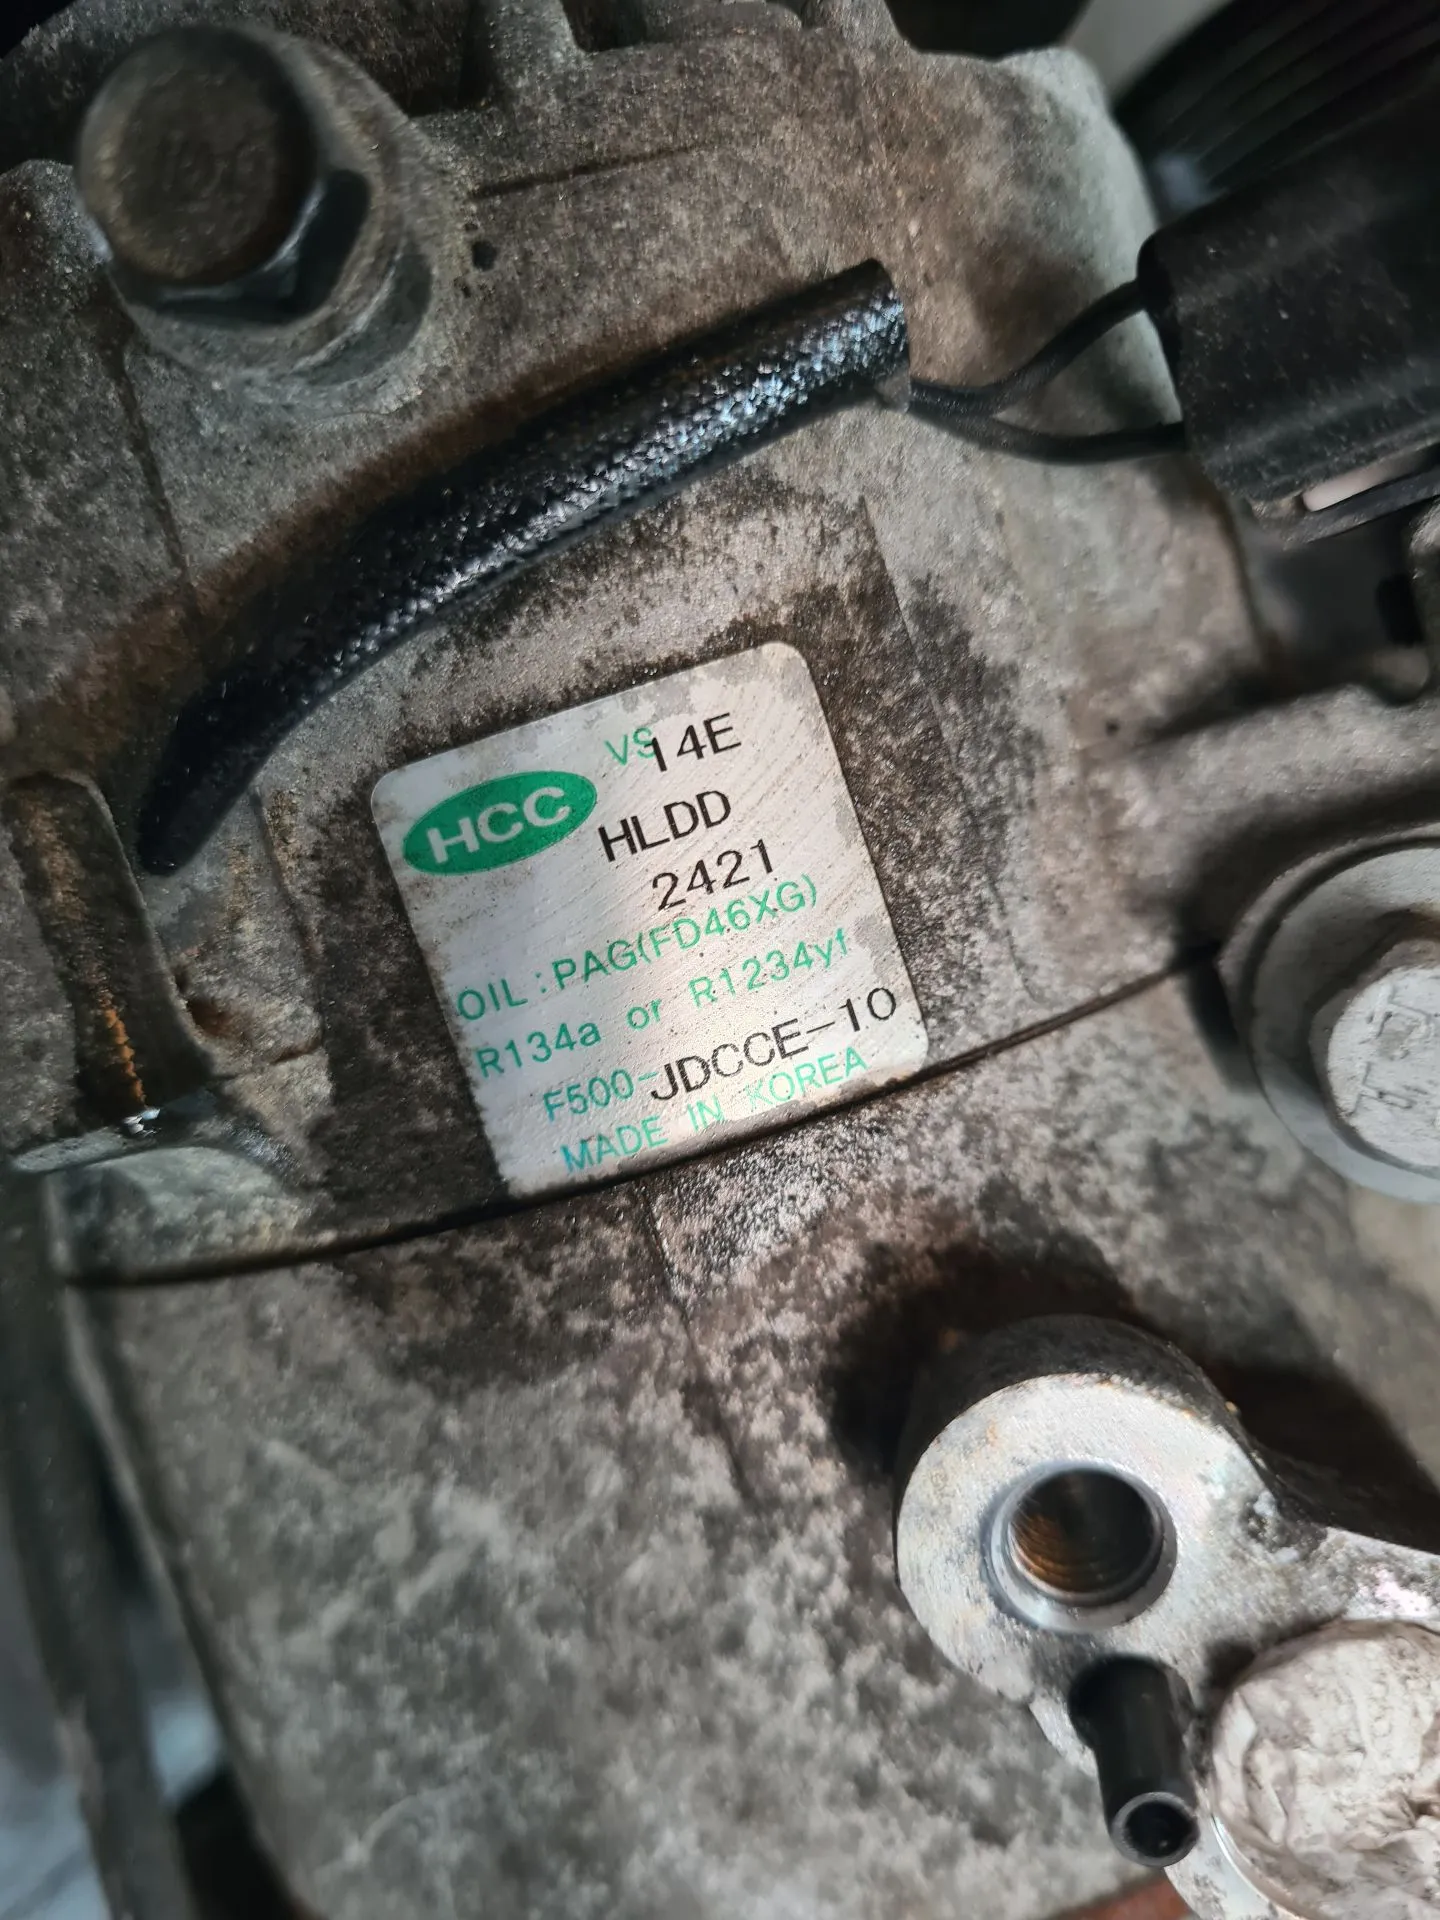 VS14E
HCC
HLDD
2421
OIL:PAG(FD46XG)
R134a or R1234yf
F500-JDCCE-10
MADE IN KOREA